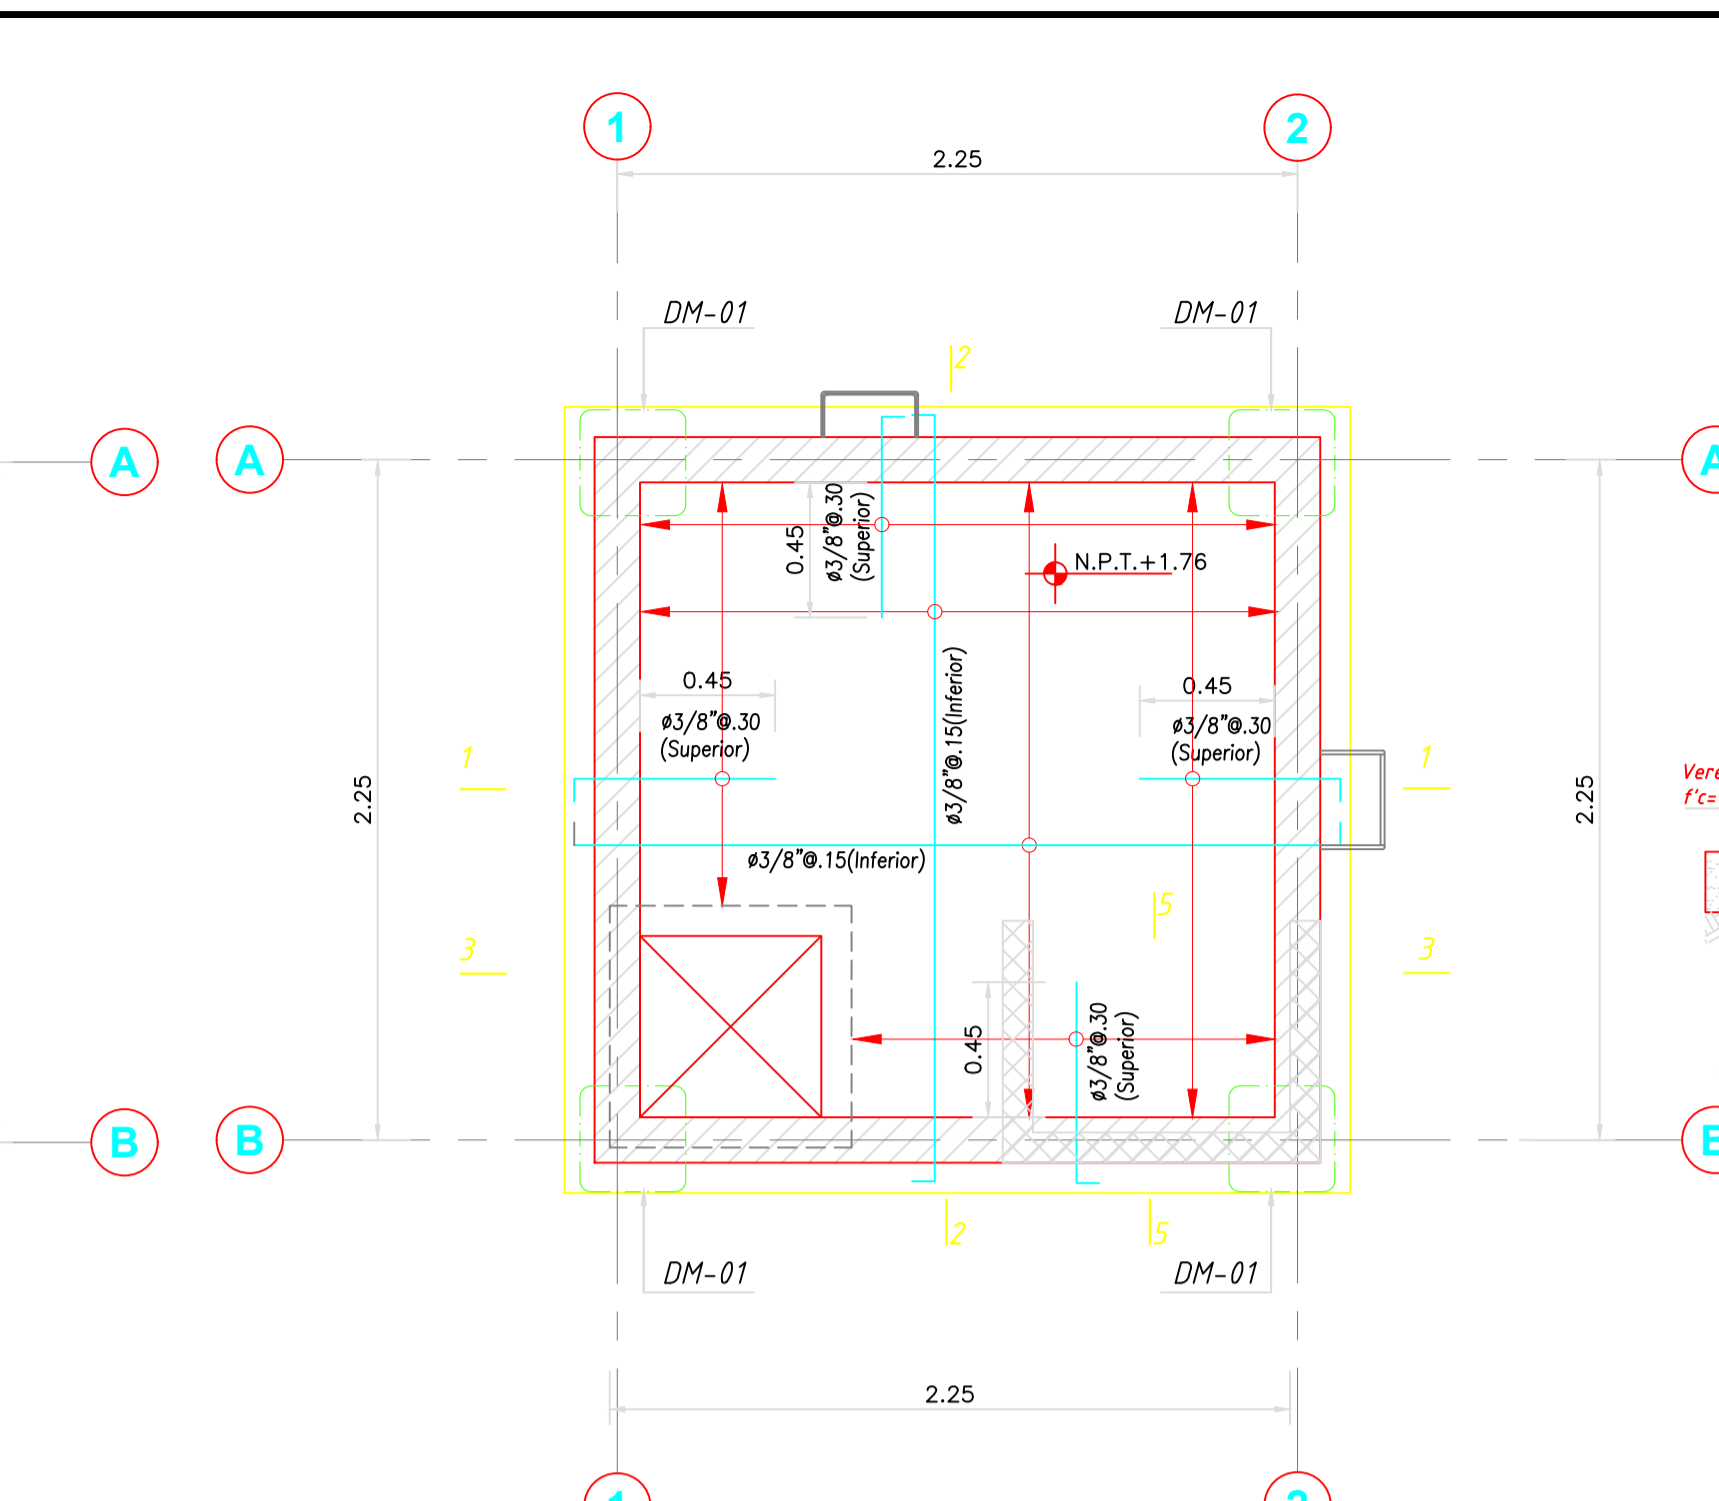 1
2
2.25
DM-01
DM-01
2
A
A
A
0.45
ø3/8"@.30
(Superior)
N.P.T.+1.76
0.45
ø3/8"@.30
(Superior)
0.45
ø3/8"@.30
(Superior)
ø3/8"@.15(Inferior)
1
1
2.25
2.25
f'c=
ø3/8"@.15(Inferior)
5
3
3
0.45
ø3/8"@.30
(Superior)
B
B
B
2
5
DM-01
DM-01
2.25
1
2